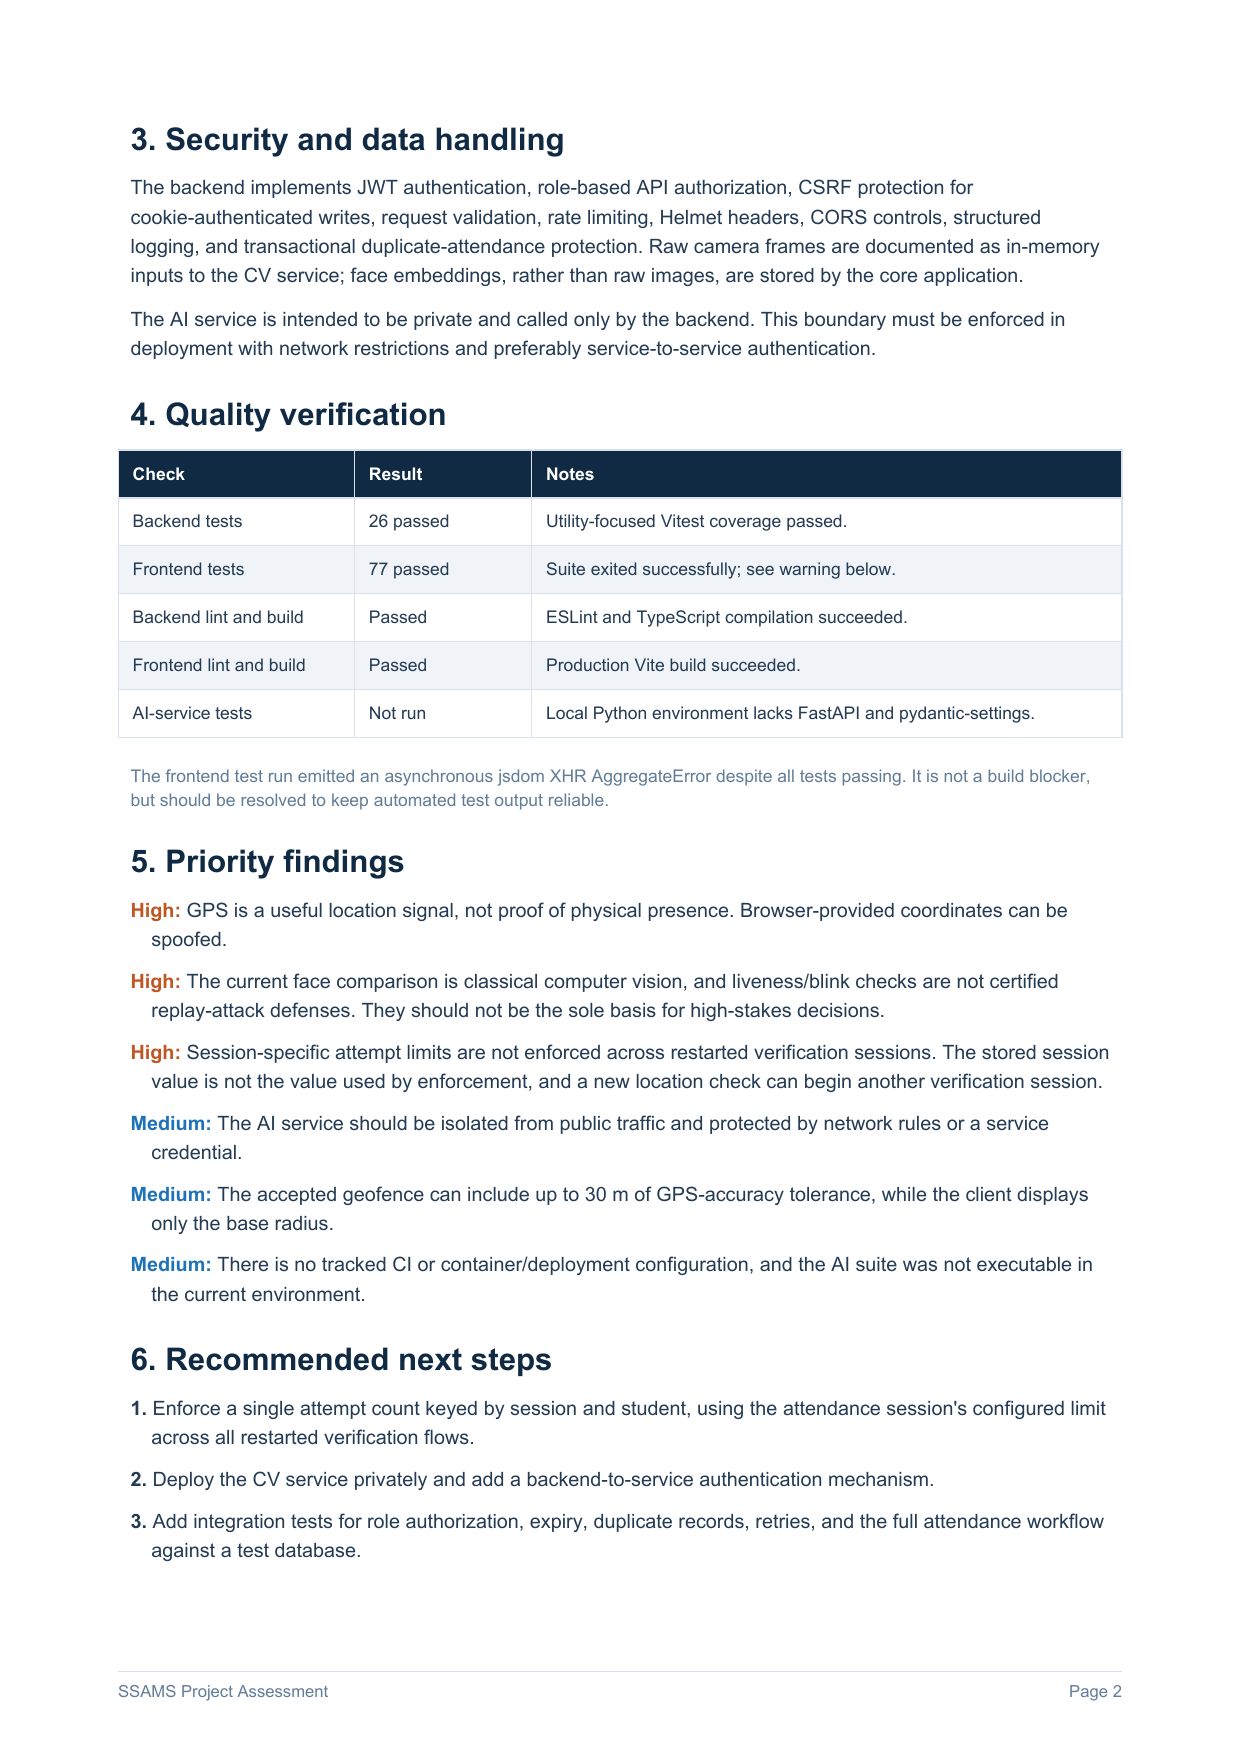 3. Security and data handling
The backend implements JWT authentication, role-based API authorization, CSRF protection for
cookie-authenticated writes, request validation, rate limiting, Helmet headers, CORS controls, structured
logging, and transactional duplicate-attendance protection. Raw camera frames are documented as in-memory
inputs to the CV service; face embeddings, rather than raw images, are stored by the core application.
The AI service is intended to be private and called only by the backend. This boundary must be enforced in
deployment with network restrictions and preferably service-to-service authentication.
4. Quality verification
Check Result Notes
Backend tests 26 passed Utility-focused Vitest coverage passed.
Frontend tests 77 passed Suite exited successfully; see warning below.
Backend lint and build Passed ESLint and TypeScript compilation succeeded.
Frontend lint and build Passed Production Vite build succeeded.
AI-service tests Not run Local Python environment lacks FastAPI and pydantic-settings.
The frontend test run emitted an asynchronous jsdom XHR AggregateError despite all tests passing. It is not a build blocker,
but should be resolved to keep automated test output reliable.
5. Priority findings
High: GPS is a useful location signal, not proof of physical presence. Browser-provided coordinates can be
spoofed.
High: The current face comparison is classical computer vision, and liveness/blink checks are not certified
replay-attack defenses. They should not be the sole basis for high-stakes decisions.
High: Session-specific attempt limits are not enforced across restarted verification sessions. The stored session
value is not the value used by enforcement, and a new location check can begin another verification session.
Medium: The AI service should be isolated from public traffic and protected by network rules or a service
credential.
Medium: The accepted geofence can include up to 30 m of GPS-accuracy tolerance, while the client displays
only the base radius.
Medium: There is no tracked CI or container/deployment configuration, and the AI suite was not executable in
the current environment.
6. Recommended next steps
1. Enforce a single attempt count keyed by session and student, using the attendance session's configured limit
across all restarted verification flows.
2. Deploy the CV service privately and add a backend-to-service authentication mechanism.
3. Add integration tests for role authorization, expiry, duplicate records, retries, and the full attendance workflow
against a test database.
SSAMS Project Assessment Page 2